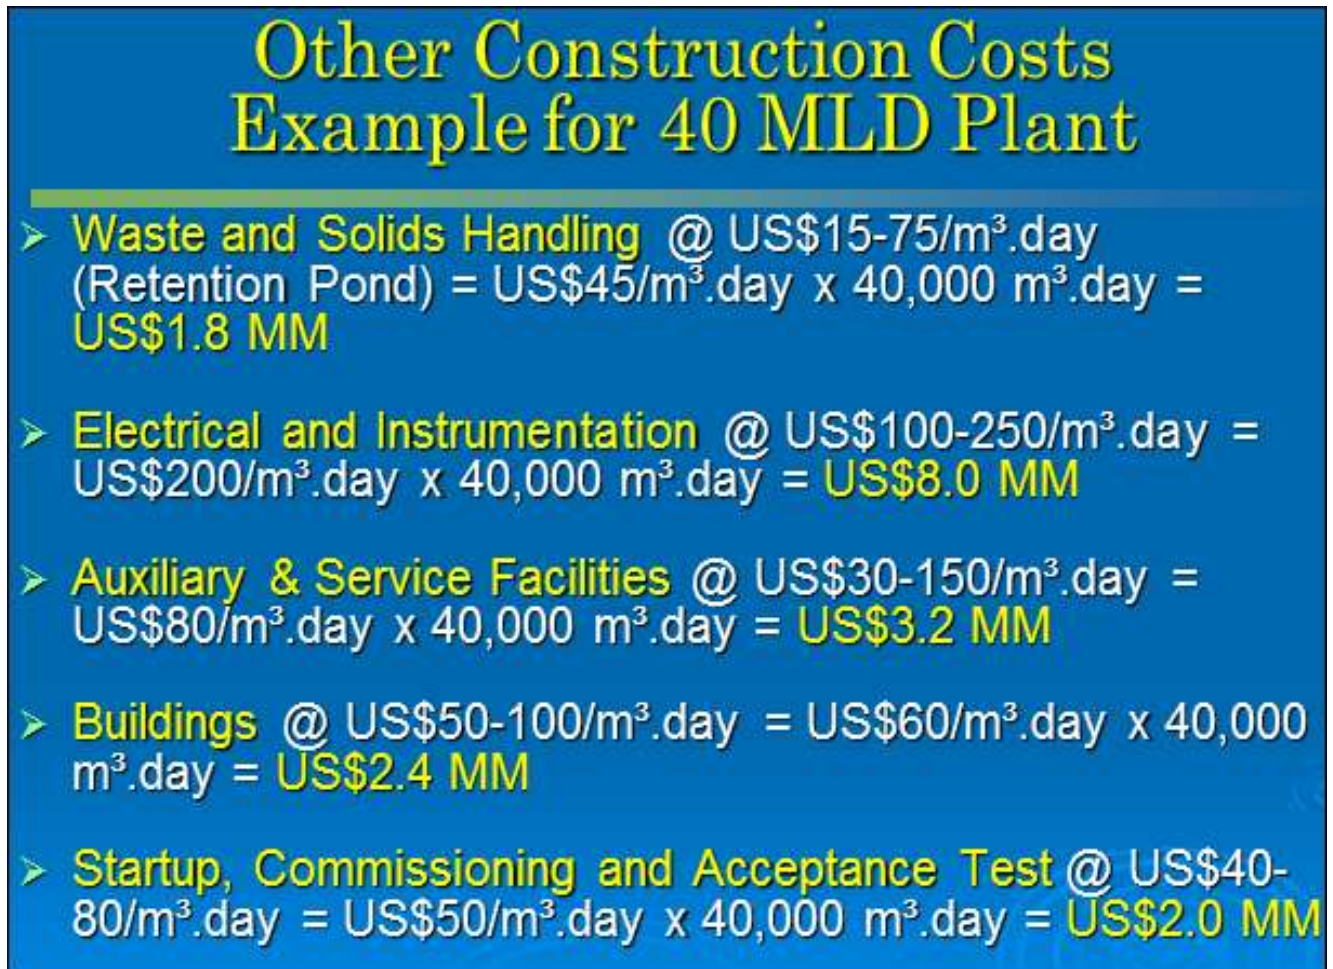 Other Construction Costs
Example for 40 MLD Plant
➢ Waste and Solids Handling @ US$15-75/m³.day
(Retention Pond) = US$45/m³.day x 40,000 m³.day =
US$1.8 MM
➢ Electrical and Instrumentation @ US$100-250/m³.day =
US$200/m³.day x 40,000 m³.day = US$8.0 MM
➢ Auxiliary & Service Facilities @ US$30-150/m³.day =
US$80/m³.day x 40,000 m³.day = US$3.2 MM
➢ Buildings @ US$50-100/m³.day = US$60/m³.day x 40,000
m³.day = US$2.4 MM
➢ Startup, Commissioning and Acceptance Test @ US$40-
80/m³.day = US$50/m³.day x 40,000 m³.day = US$2.0 MM